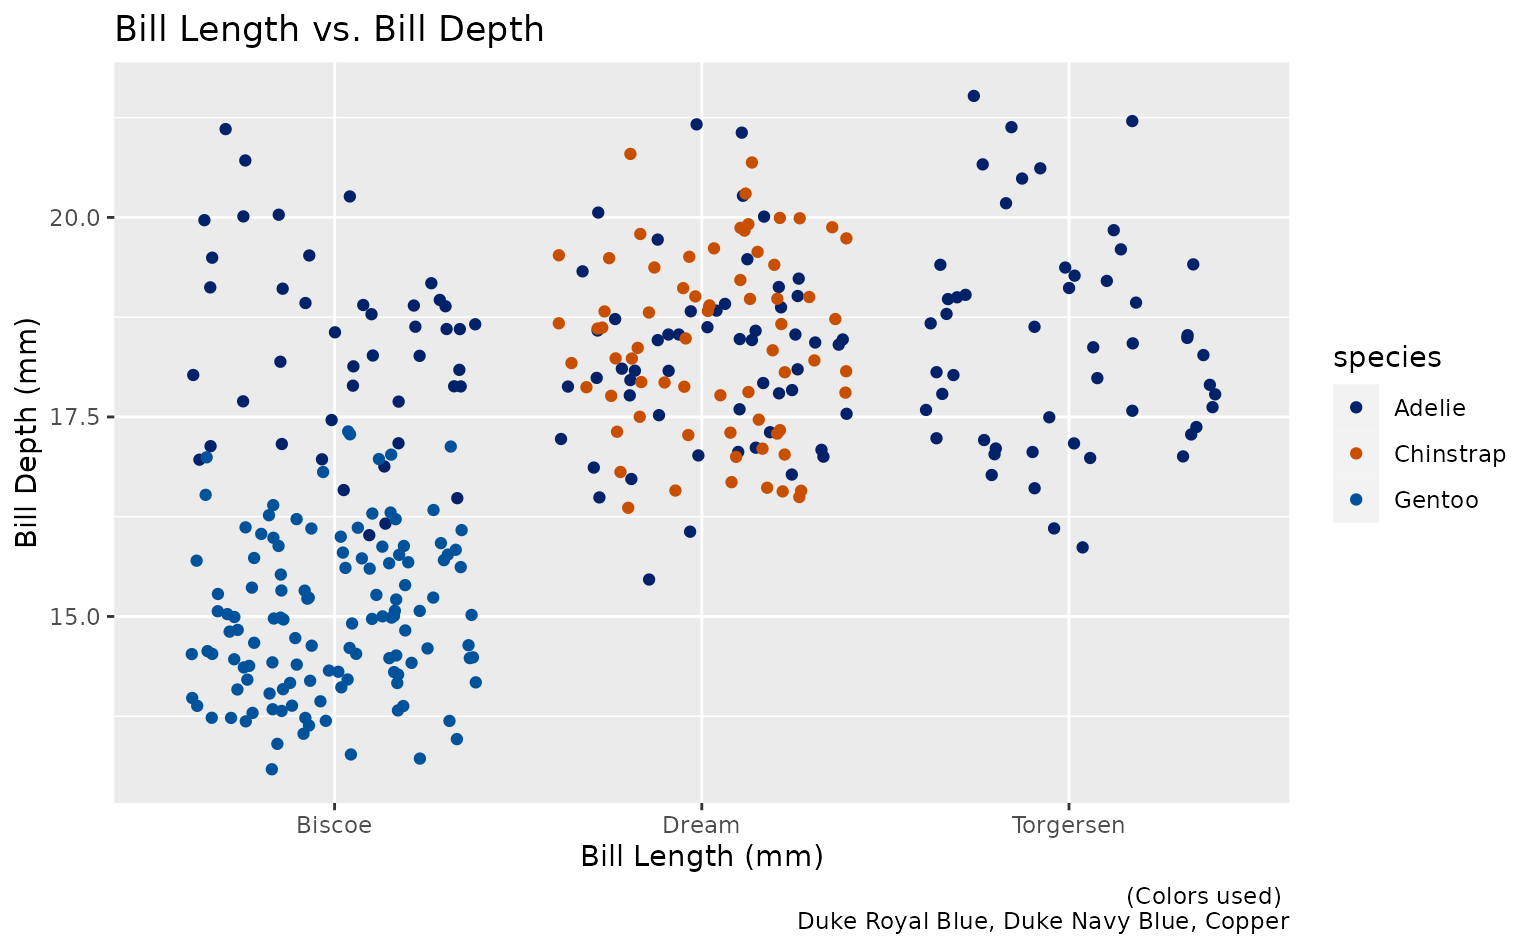 Bill Length vs. Bill Depth
Bill Depth (mm)
20.0
17.5
15.0
Biscoe
Dream
Torgersen
Bill Length (mm)
species
Adelie
Chinstrap
Gentoo
(Colors used)
Duke Royal Blue, Duke Navy Blue, Copper